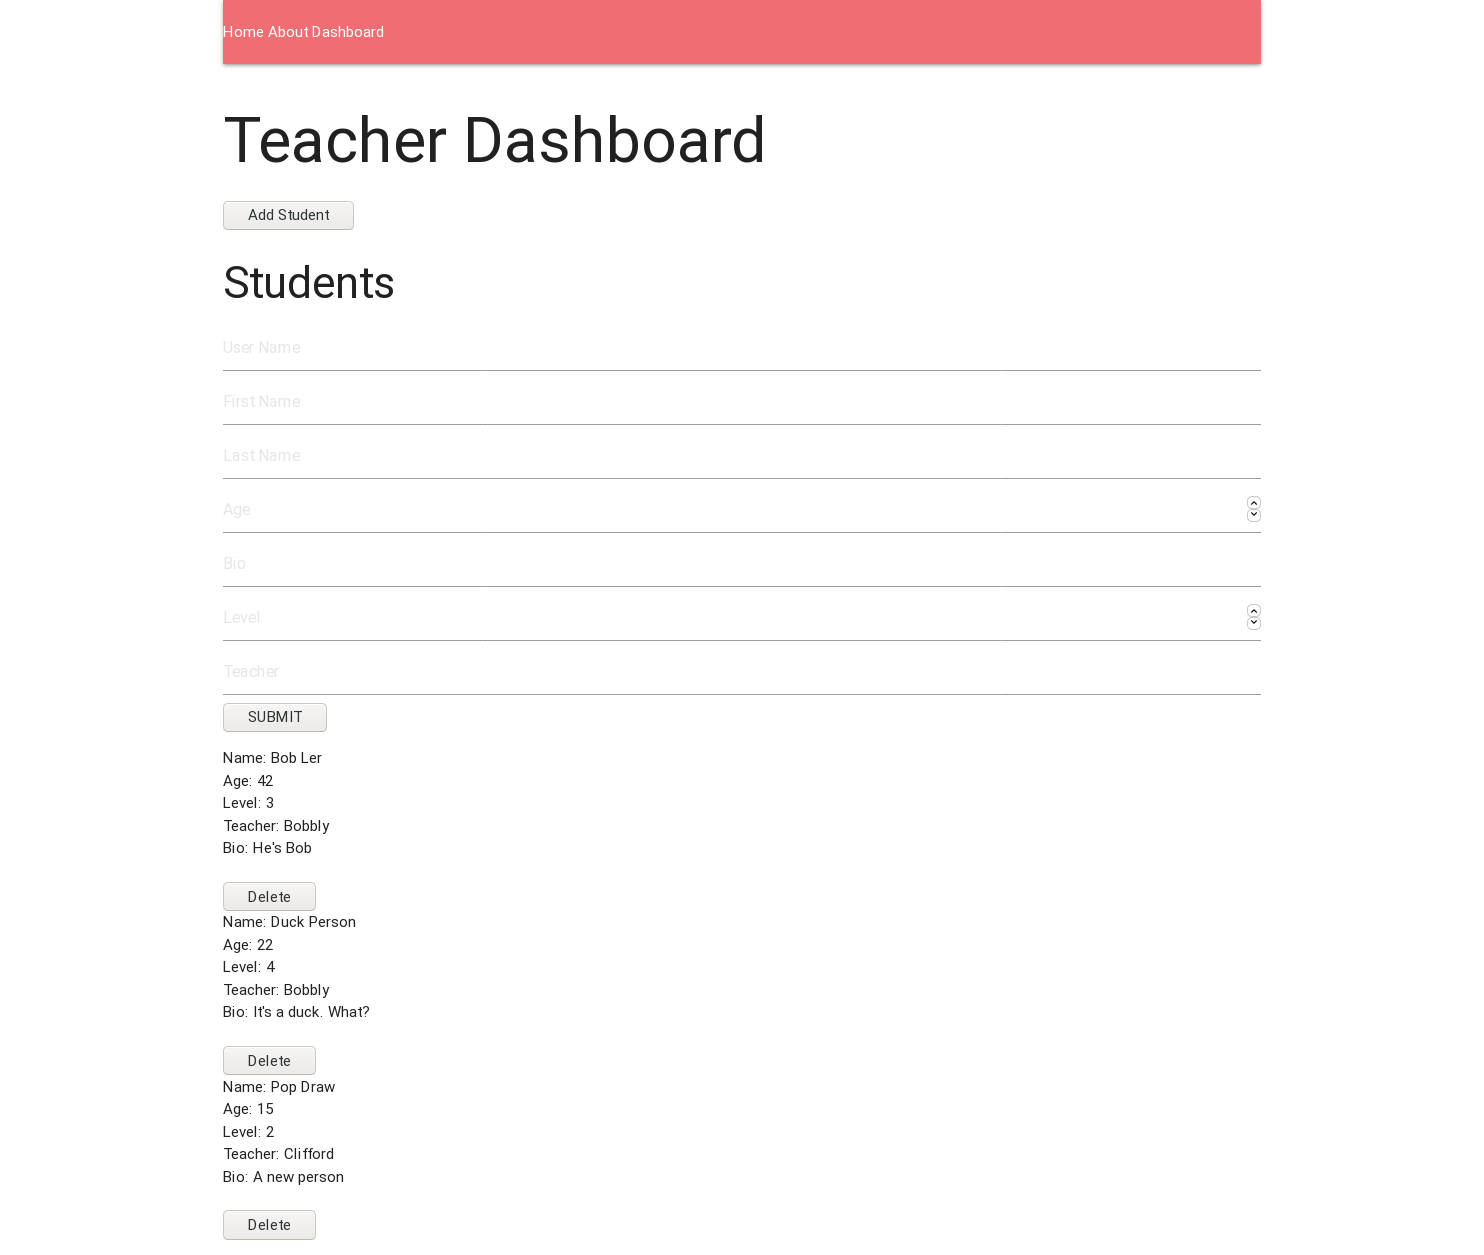 Home About Dashboard
Teacher Dashboard
Add Student
Students
User Name
First Name
Last Name
Age
Bio
Level
Teacher
SUBMIT
Name: Bob Ler
Age: 42
Level: 3
Teacher: Bobbly
Bio: He's Bob
Delete
Name: Duck Person
Age: 22
Level: 4
Teacher: Bobbly
Bio: It's a duck. What?
Delete
Name: Pop Draw
Age: 15
Level: 2
Teacher: Clifford
Bio: A new person
Delete